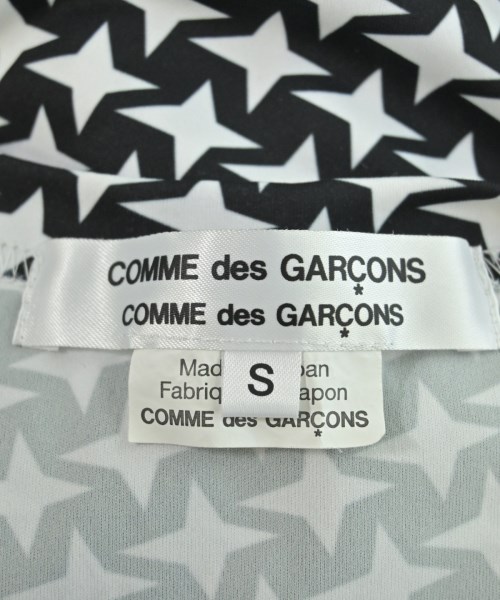 COMME des GARÇONS
*
COMME des GARÇONS
*
S
Mad pan
Fabriq apon
COMME des GARÇONS
*